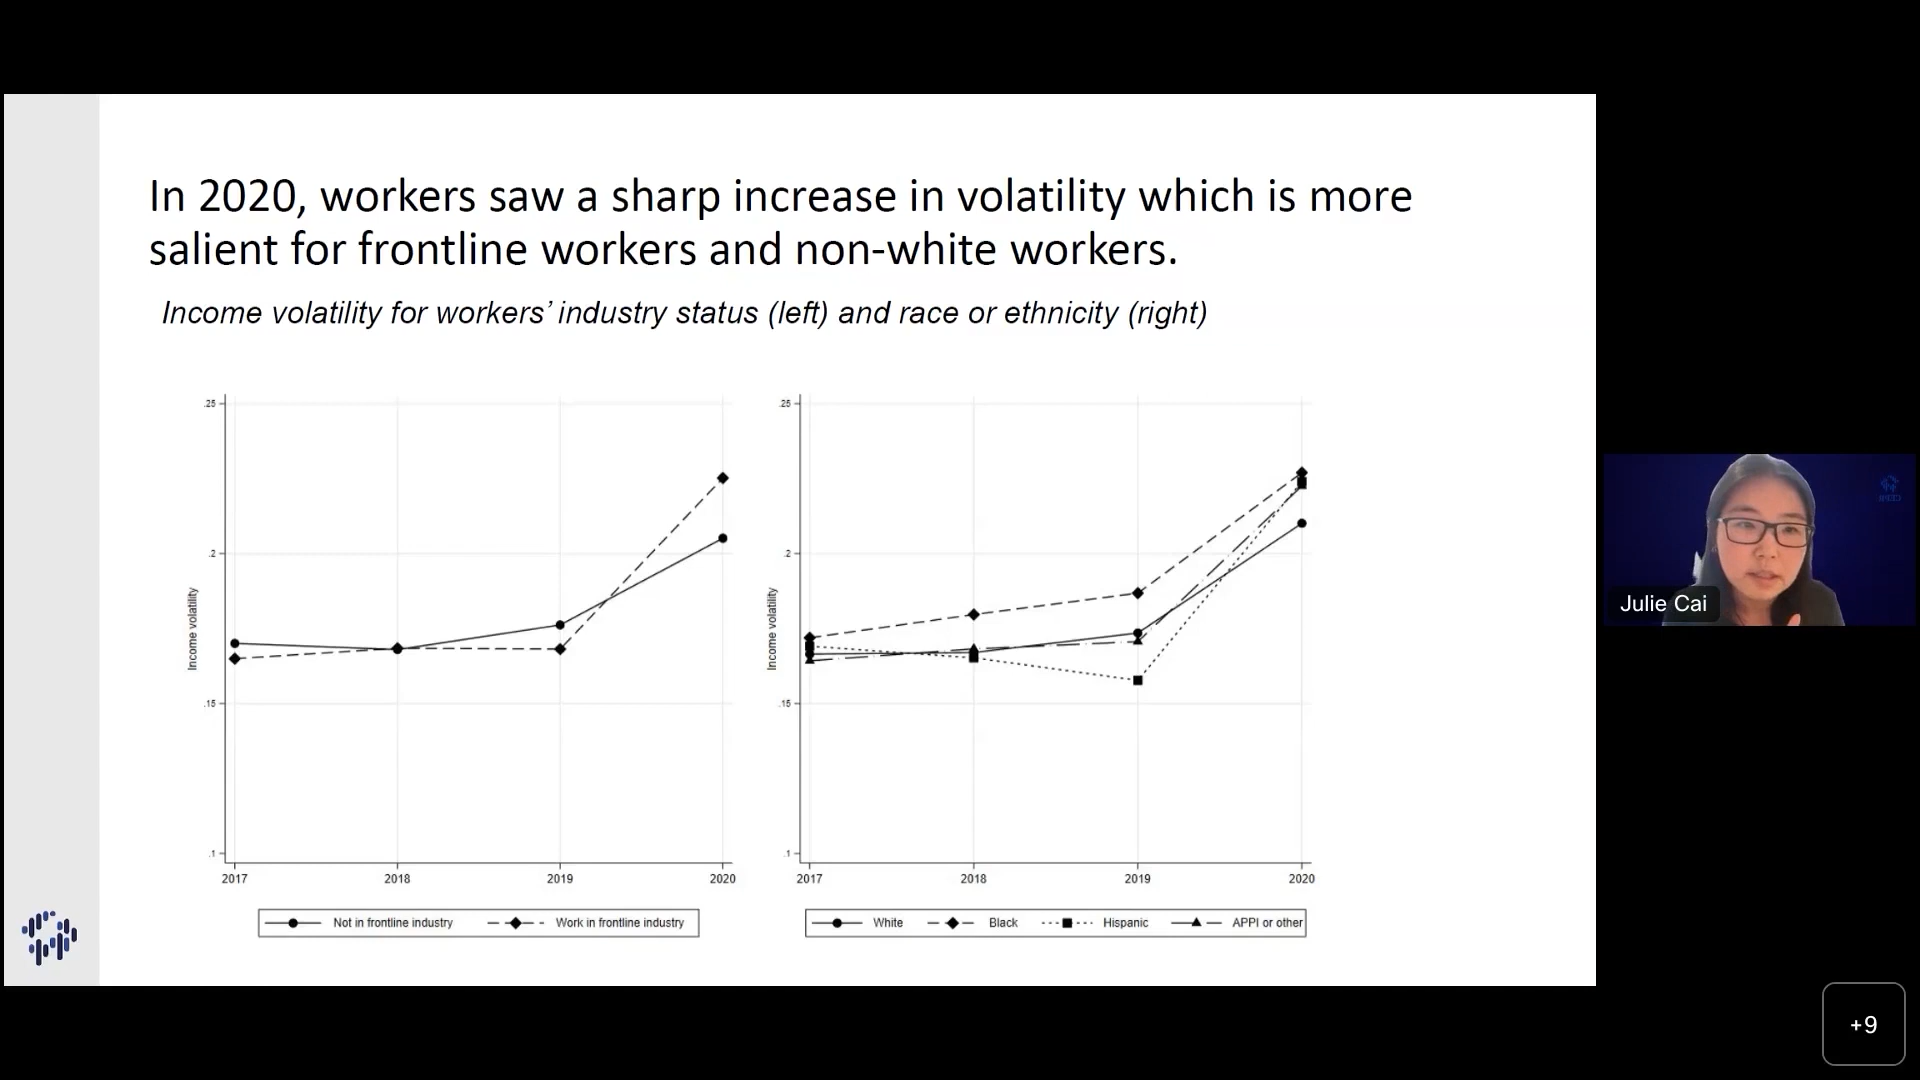 In 2020, workers saw a sharp increase in volatility which is more
salient for frontline workers and non-white workers.
Income volatility for workers’ industry status (left) and race or ethnicity (right)
.25
.2
.15
.1
Income volatility
2017 2018 2019 2020
Not in frontline industry Work in frontline industry
.25
.2
.15
.1
Income volatility
2017 2018 2019 2020
White Black Hispanic APPI or other
Julie Cai
+9